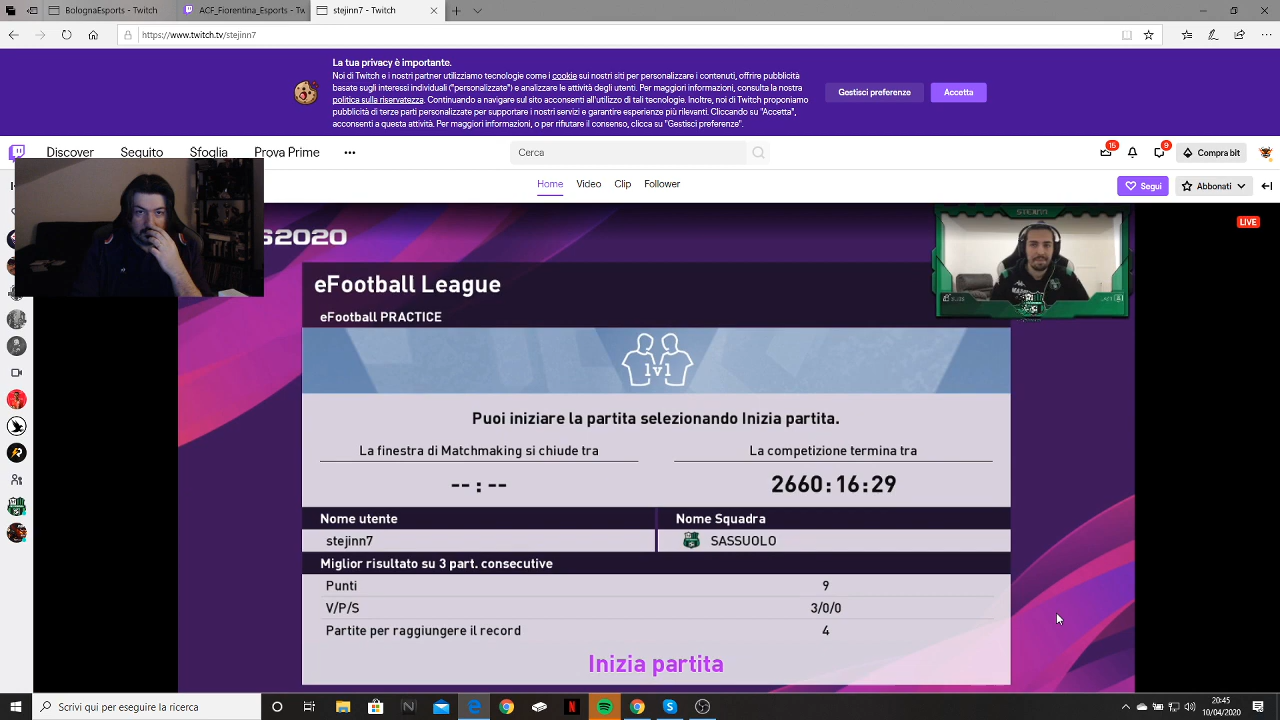 BolognaEsports - Twitch
ACF_Fiorentina_Esports - Tw
stejinn7 - Twitch
https://www.twitch.tv/stejinn7
La tua privacy è importante.
Noi di Twitch e i nostri partner utilizziamo tecnologie come i cookie sui nostri siti per personalizzare i contenuti, offrire pubblicità
basate sugli interessi individuali ("personalizzate") e analizzare le attività degli utenti. Per maggiori informazioni, consulta la nostra
politica sulla riservatezza. Continuando a navigare sul sito acconsenti all'utilizzo di tali tecnologie. Inoltre, noi di Twitch proponiamo
pubblicità di terze parti personalizzate per supportare i nostri servizi e garantire esperienze più rilevanti. Cliccando su "Accetta",
acconsenti a questa attività. Per maggiori informazioni, o per rifiutare il consenso, clicca su "Gestisci preferenze".
Gestisci preferenze
Accetta
Discover
Seguito
Sfoglia
Prova Prime
Cerca
15
9
Compra bit
Home
Video
Clip
Follower
Segui
Abbonati
S2020
STEJINN7
LIVE
eFootball League
eFootball PRACTICE
1v1
Puoi iniziare la partita selezionando Inizia partita.
La finestra di Matchmaking si chiude tra
La competizione termina tra
-- : --
2660:16:29
Nome utente
Nome Squadra
stejinn7
SASSUOLO
Miglior risultato su 3 part. consecutive
Punti
9
V/P/S
3/0/0
Partite per raggiungere il record
4
Inizia partita
Scrivi qui per eseguire la ricerca
20:45
10/04/2020